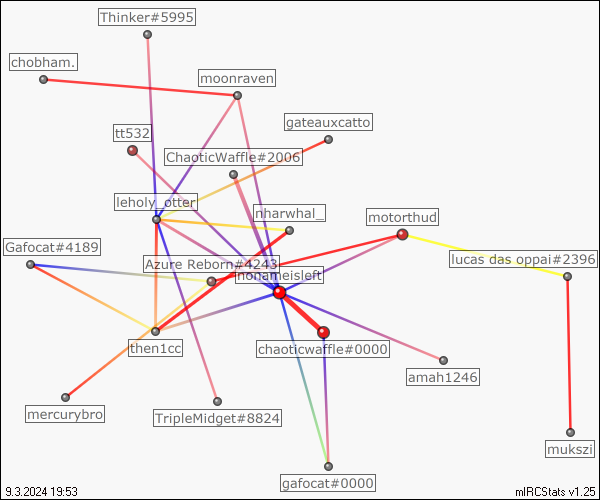 Thinker#5995
chobham.
moonraven
gateauxcatto
tt532
ChaoticWaffle#2006
leholy_otter
nharwhal_
motorthud
Gafocat#4189
lucas das oppai#2396
Azure Reborn#4243
nonameisleft
then1cc
chaoticwaffle#0000
amah1246
mercurybro
TripleMidget#8824
mukszi
gafocat#0000
9.3.2024 19:53
mIRCStats v1.25